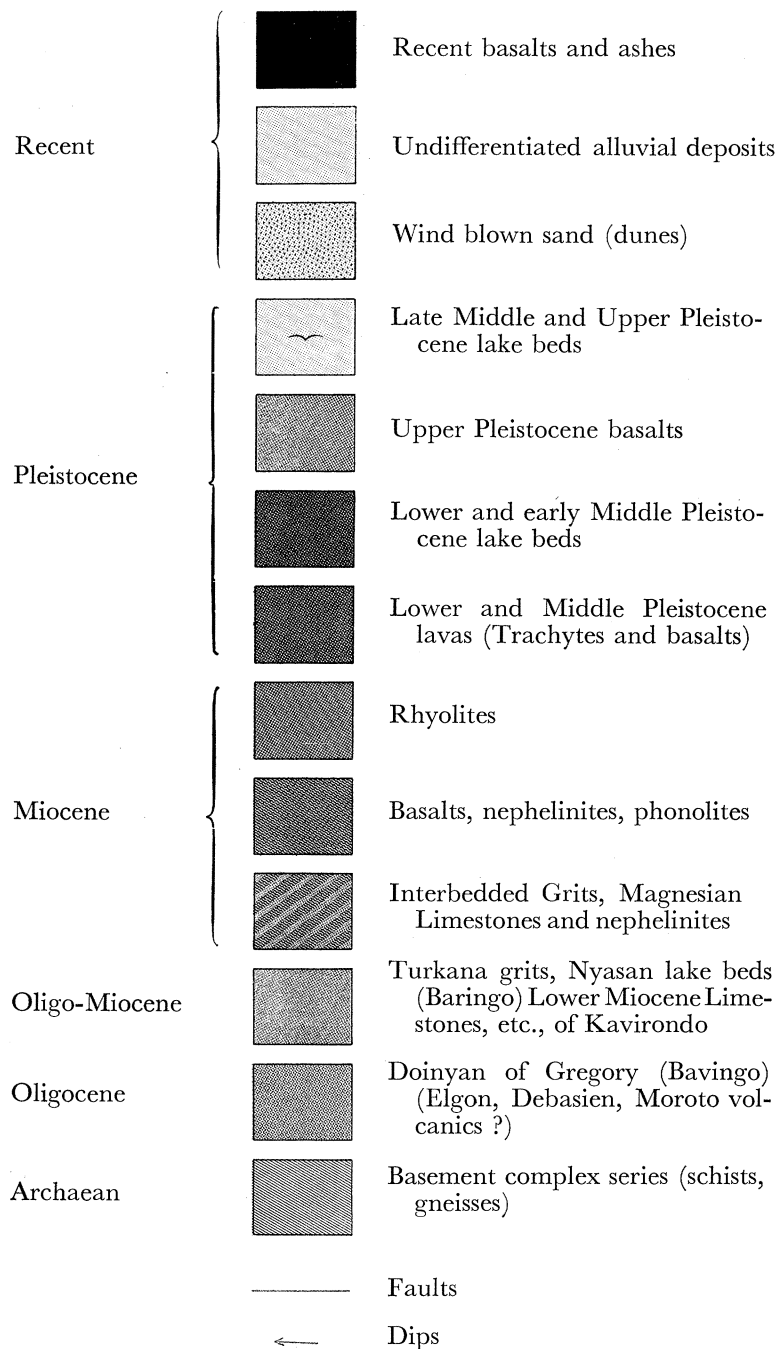 Recent
Recent basalts and ashes
Undifferentiated alluvial deposits
Wind blown sand (dunes)
Pleistocene
Late Middle and Upper Pleisto-
cene lake beds
Upper Pleistocene basalts
Lower and early Middle Pleisto-
cene lake beds
Lower and Middle Pleistocene
lavas (Trachytes and basalts)
Miocene
Rhyolites
Basalts, nephelinites, phonolites
Interbedded Grits, Magnesian
Limestones and nephelinites
Oligo-Miocene
Turkana grits, Nyasan lake beds
(Baringo) Lower Miocene Lime-
stones, etc., of Kavirondo
Oligocene
Doinyan of Gregory (Bavingo)
(Elgon, Debasien, Moroto vol-
canics ?)
Archaean
Basement complex series (schists,
gneisses)
Faults
Dips